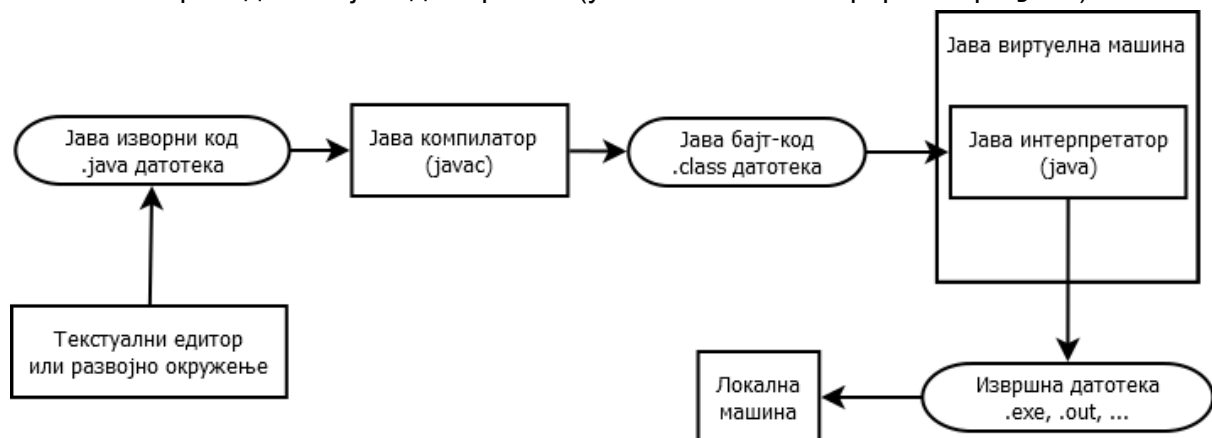 Јава виртуелна машина
Јава изворни код
.java датотека
Јава компилатор
(javac)
Јава бајт-код
.class датотека
Јава интерпретатор
(java)
Текстуални едитор
или развојно окружење
Локална
машина
Извршна датотека
.exe, .out, ...